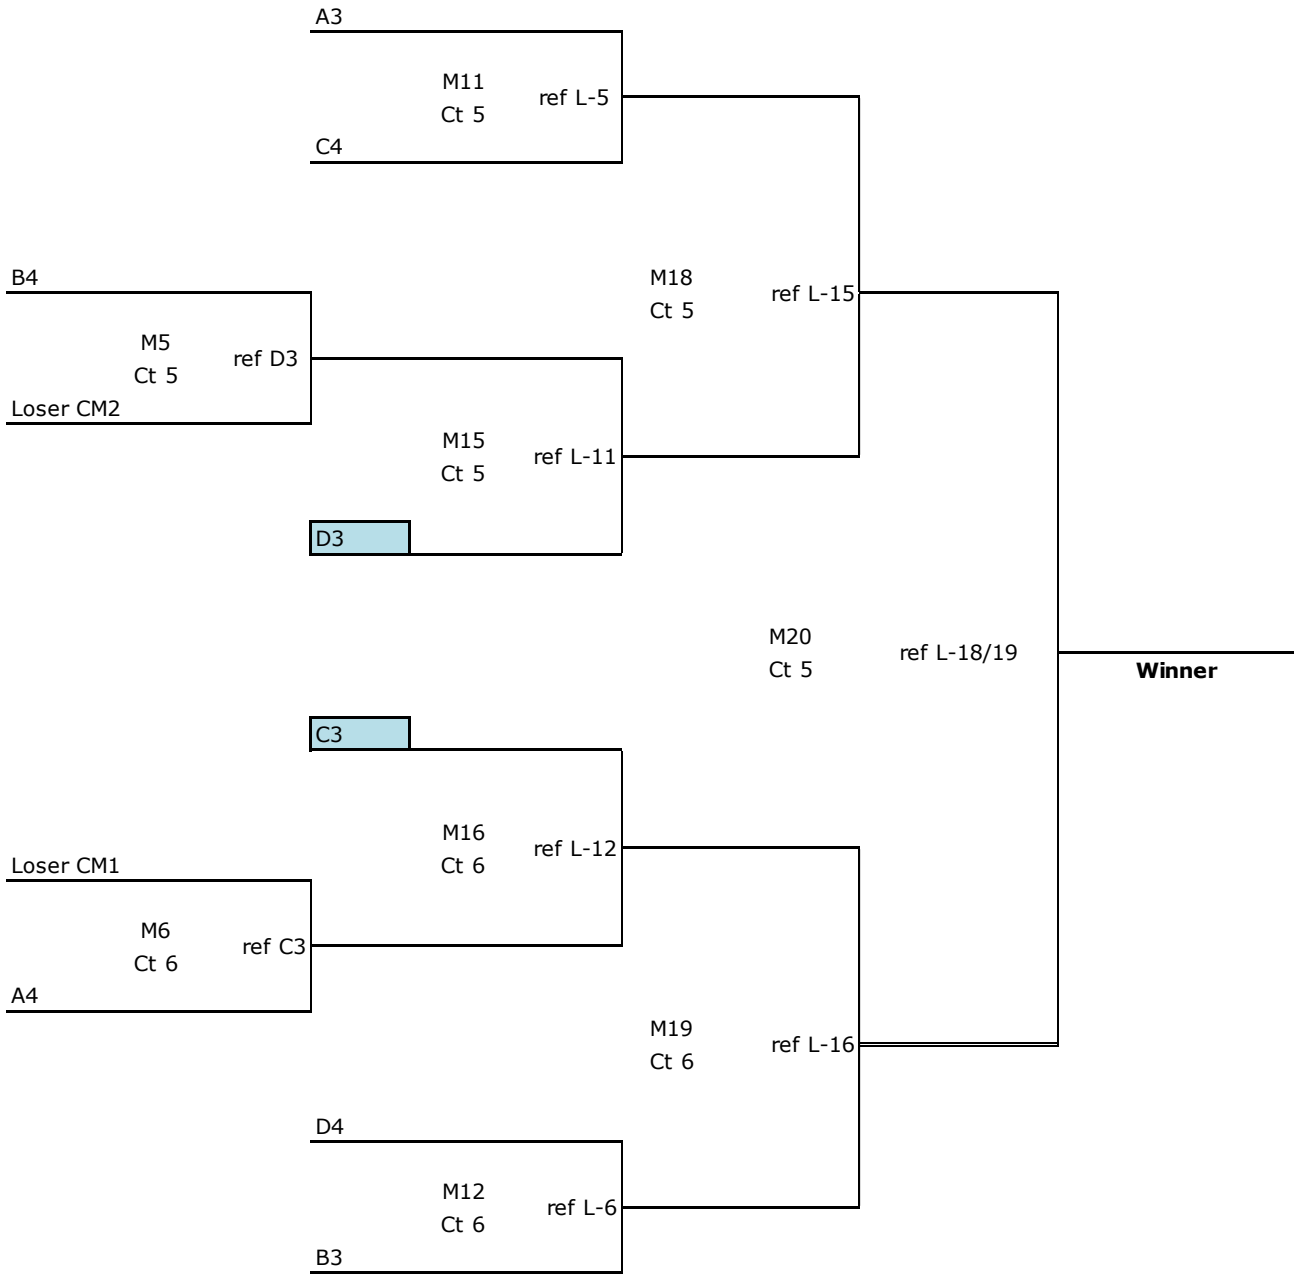 A3
M11
ref L-5
Ct 5
C4
B4
M18
ref L-15
Ct 5
M5
ref D3
Ct 5
Loser CM2
M15
ref L-11
Ct 5
D3
M20
ref L-18/19
Ct 5
Winner
C3
M16
ref L-12
Ct 6
Loser CM1
M6
ref C3
Ct 6
A4
M19
ref L-16
Ct 6
D4
M12
ref L-6
Ct 6
B3